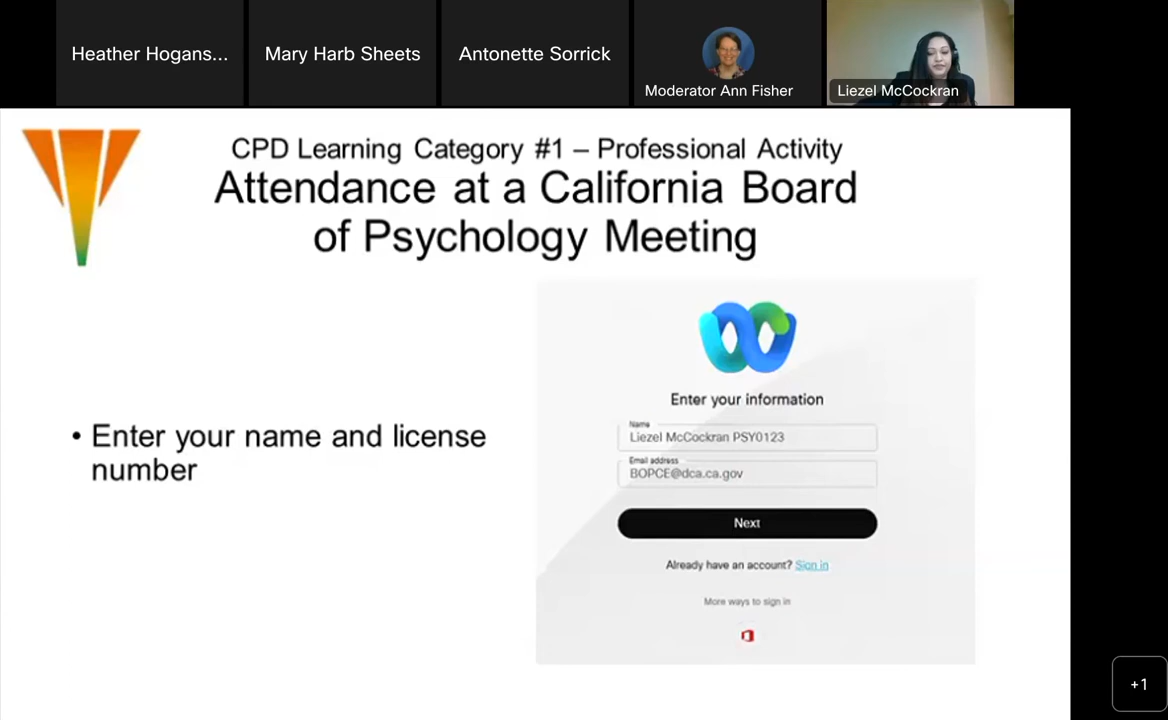 Heather Hogans...
Mary Harb Sheets
Antonette Sorrick
Moderator Ann Fisher
Liezel McCockran
CPD Learning Category #1 – Professional Activity
Attendance at a California Board
of Psychology Meeting
• Enter your name and license
number
Enter your information
Name
Liezel McCockran PSY0123
Email address
BOPCE@dca.ca.gov
Next
Already have an account? Sign in
More ways to sign in
+1